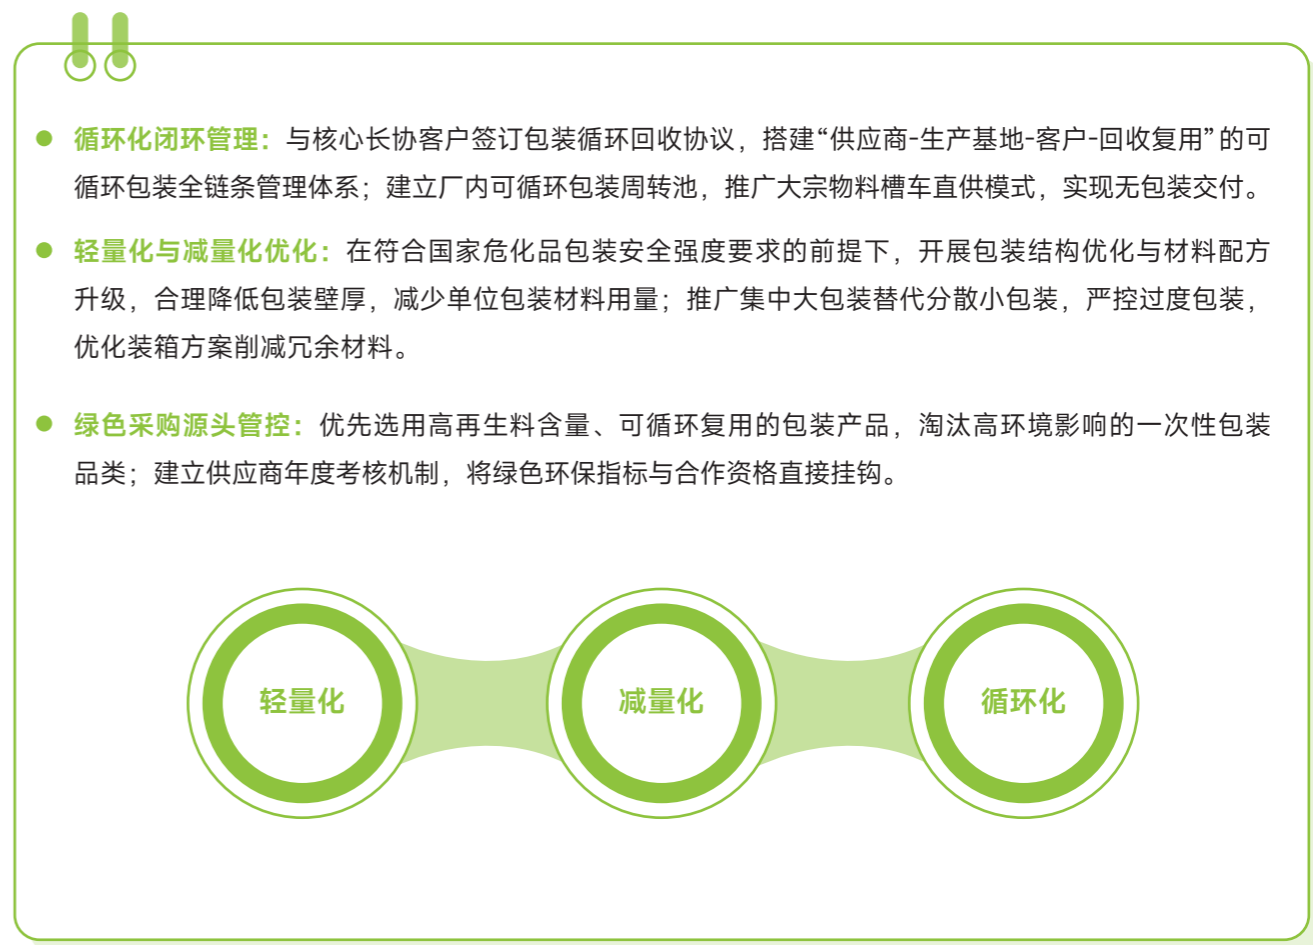 循环化闭环管理：与核心长协客户签订包装循环回收协议，搭建“供应商-生产基地-客户-回收复用”的可
循环包装全链条管理体系；建立厂内可循环包装周转池，推广大宗物料槽车直供模式，实现无包装交付。
轻量化与减量化优化：在符合国家危化品包装安全强度要求的前提下，开展包装结构优化与材料配方
升级，合理降低包装壁厚，减少单位包装材料用量；推广集中大包装替代分散小包装，严控过度包装，
优化装箱方案削减冗余材料。
绿色采购源头管控：优先选用高再生料含量、可循环复用的包装产品，淘汰高环境影响的一次性包装
品类；建立供应商年度考核机制，将绿色环保指标与合作资格直接挂钩。
轻量化
减量化
循环化